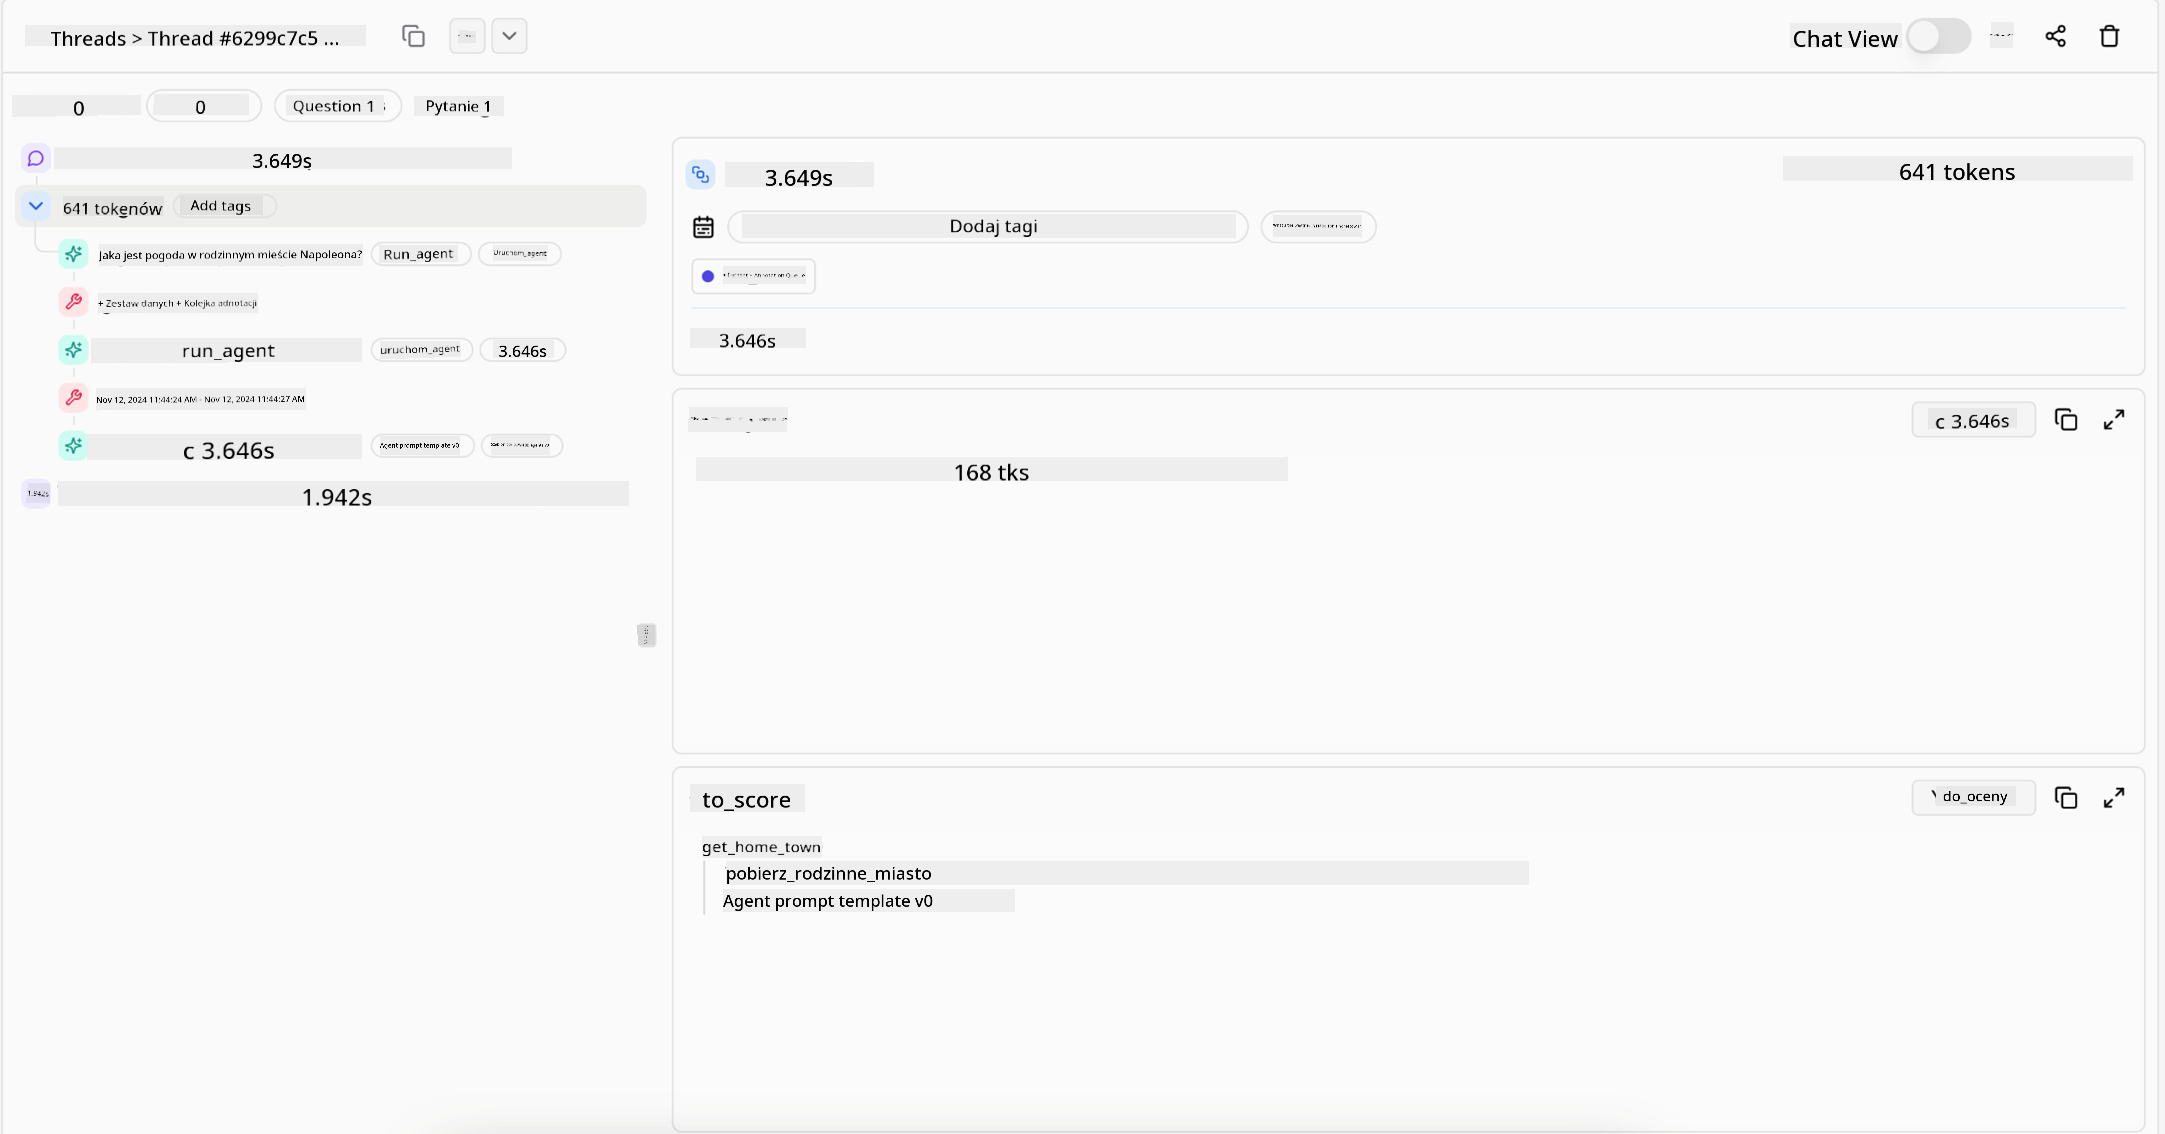 Threads > Thread #6299c7c5 ...
Chat View
0
0
Question 1
Pytanie 1
3.649s
641 tokenów
Add tags
Jaka jest pogoda w rodzinnym mieście Napoleona?
Run_agent
Uruchom_agent
+ Zestaw danych + Kolejka adnotacji
run_agent
uruchom_agent
3.646s
Nov 12, 2024 11:44:24 AM - Nov 12, 2024 11:44:27 AM
c 3.646s
Agent prompt template v0
1.942s
1.942s
3.649s
641 tokens
Dodaj tagi
3.646s
c 3.646s
168 tks
to_score
do_oceny
get_home_town
pobierz_rodzinne_miasto
Agent prompt template v0